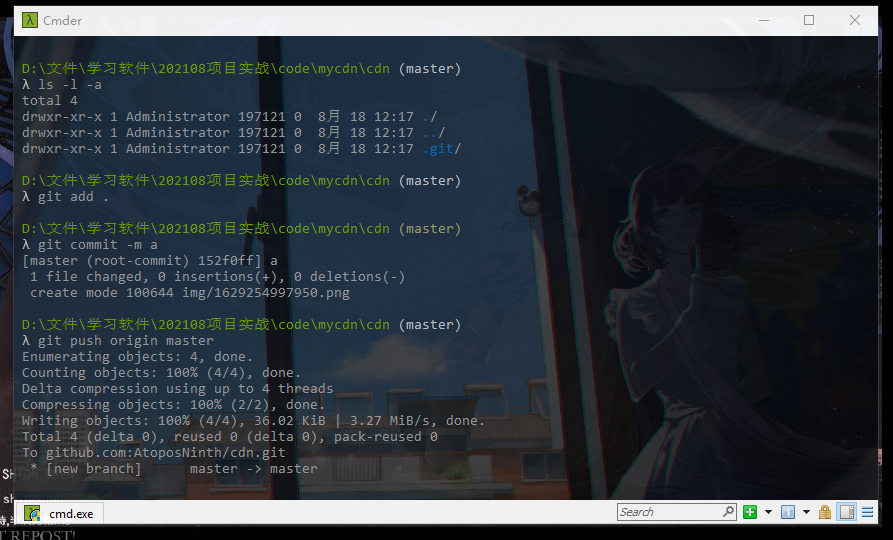 Cmder
D:\文件\学习软件\202108项目实战\code\mycdn\cdn (master)
λ ls -l -a
total 4
drwxr-xr-x 1 Administrator 197121 0  8月 18 12:17 ./
drwxr-xr-x 1 Administrator 197121 0  8月 18 12:17 ../
drwxr-xr-x 1 Administrator 197121 0  8月 18 12:17 .git/
D:\文件\学习软件\202108项目实战\code\mycdn\cdn (master)
λ git add .
D:\文件\学习软件\202108项目实战\code\mycdn\cdn (master)
λ git commit -m a
[master (root-commit) 152f0ff] a
 1 file changed, 0 insertions(+), 0 deletions(-)
 create mode 100644 img/1629254997950.png
D:\文件\学习软件\202108项目实战\code\mycdn\cdn (master)
λ git push origin master
Enumerating objects: 4, done.
Counting objects: 100% (4/4), done.
Delta compression using up to 4 threads
Compressing objects: 100% (2/2), done.
Writing objects: 100% (4/4), 36.02 KiB | 3.27 MiB/s, done.
Total 4 (delta 0), reused 0 (delta 0), pack-reused 0
To github.com:AtoposNinth/cdn.git
 * [new branch]      master -> master
cmd.exe
Search
REPOST!